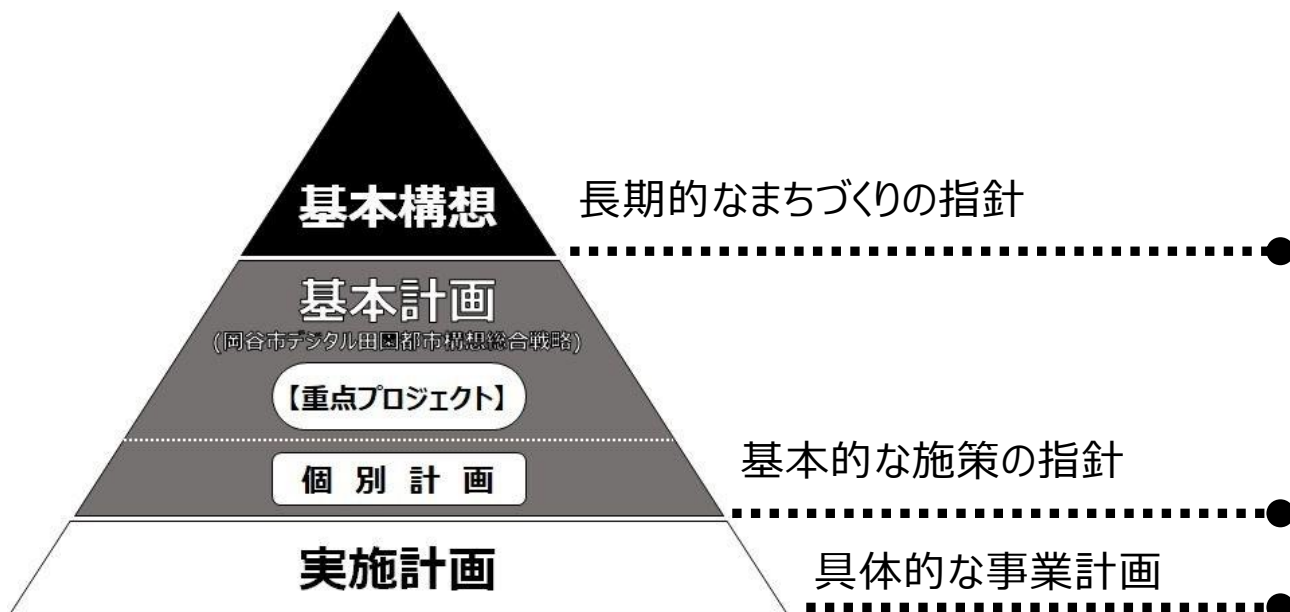 基本構想
長期的なまちづくりの指針
基本計画
(岡谷市デジタル田園都市構想総合戦略)
【重点プロジェクト】
基本的な施策の指針
個別計画
実施計画
具体的な事業計画